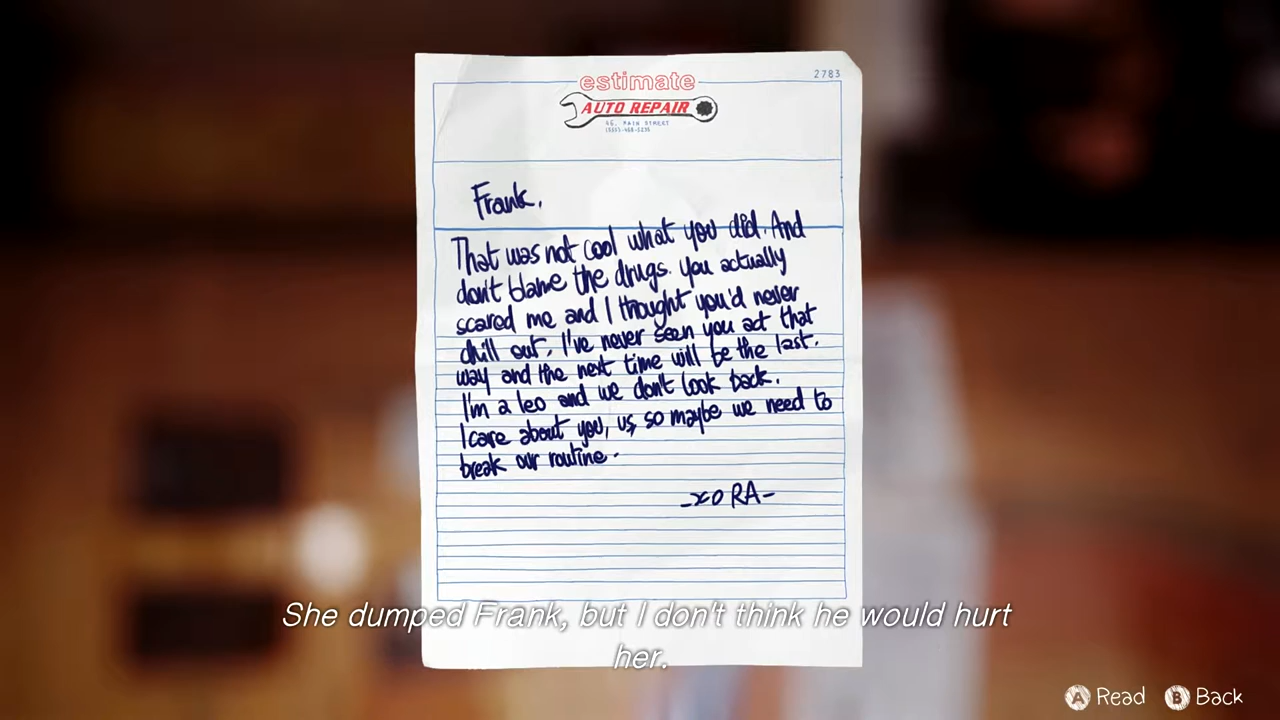 estimate
2783
AUTO REPAIR
46. MAIN STREET
Frank.
That was not cool what you did. And
don't blame the drugs. You actually
scared me and I thought you'd never
chill out. I've never seen you act that
way and the next time will be the last.
I'm a leo and we don't look back.
I care about you, us, so maybe we need to
break our routine.
-xo RA-
She dumped Frank, but I don't think he would hurt
her.
A Read B Back